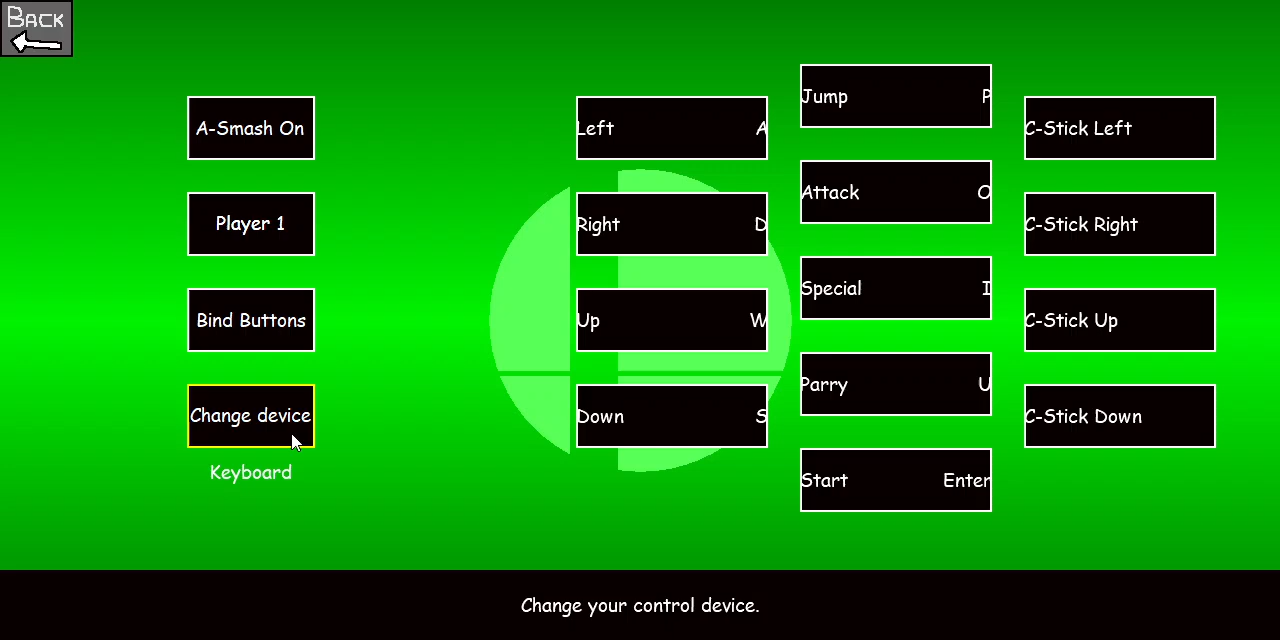 Back
A-Smash On
Player 1
Bind Buttons
Change device
Keyboard
Left A
Right D
Up W
Down S
Jump P
Attack O
Special I
Parry U
Start Enter
C-Stick Left
C-Stick Right
C-Stick Up
C-Stick Down
Change your control device.